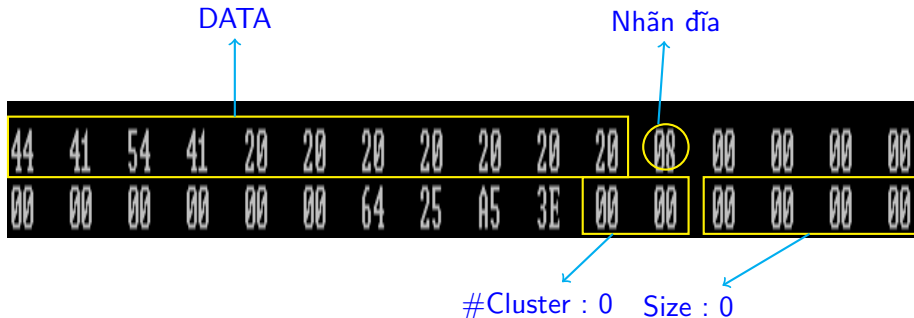 DATA
Nhãn đĩa
44 41 54 41 20 20 20 20 20 20 20 08 00 00 00 00
00 00 00 00 00 00 64 25 A5 3E 00 00 00 00 00 00
#Cluster : 0
Size : 0